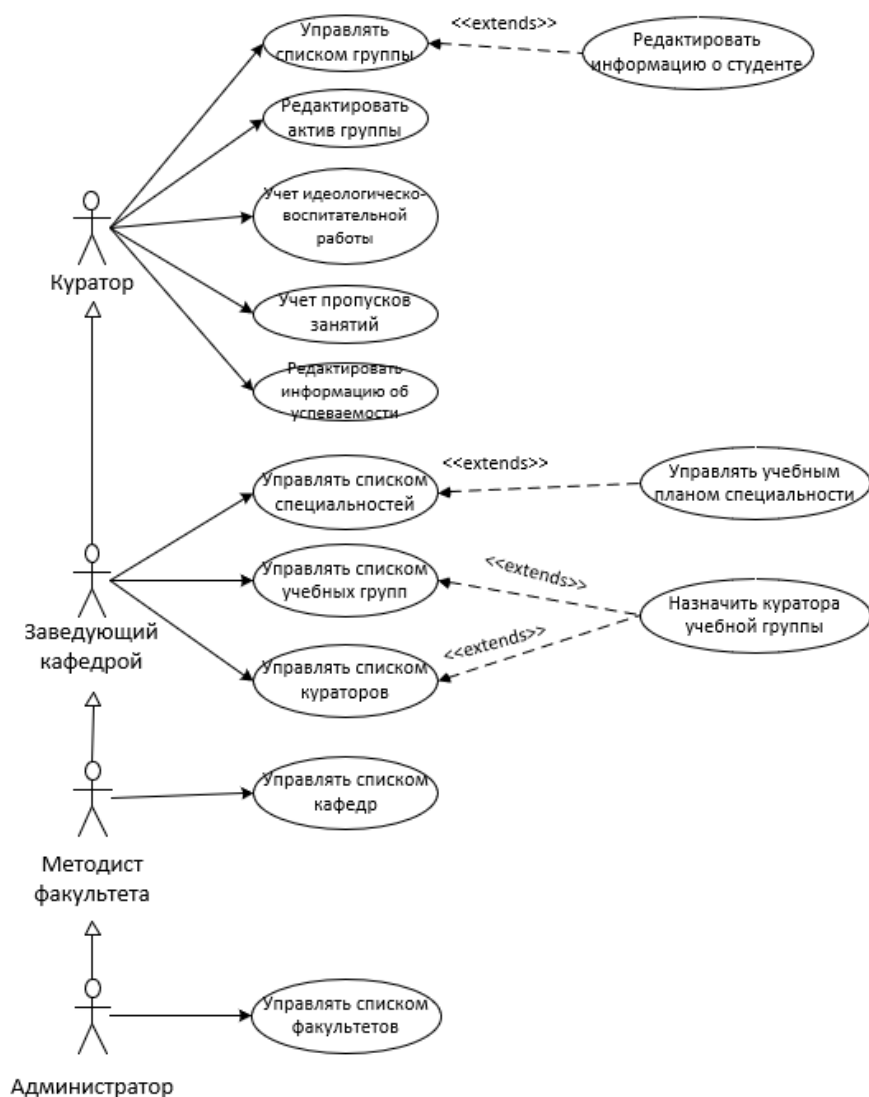 Управлять
списком группы
<<extends>>
Редактировать
информацию о студенте
Редактировать
актив группы
Учет идеологическо-
воспитательной
работы
Куратор
Учет пропусков
занятий
Редактировать
информацию об
успеваемости
Управлять списком
специальностей
<<extends>>
Управлять учебным
планом специальности
Заведующий
кафедрой
Управлять списком
учебных групп
<<extends>>
Назначить куратора
учебной группы
<<extends>>
Управлять списком
кураторов
Управлять списком
кафедр
Методист
факультета
Управлять списком
факультетов
Администратор